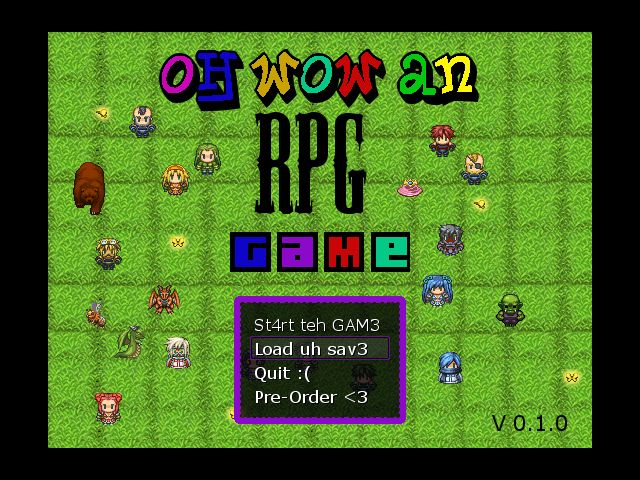 OH WOW AN
RPG
GAME
St4rt teh GAM3
Load uh sav3
Quit :(
Pre-Order <3
V 0.1.0